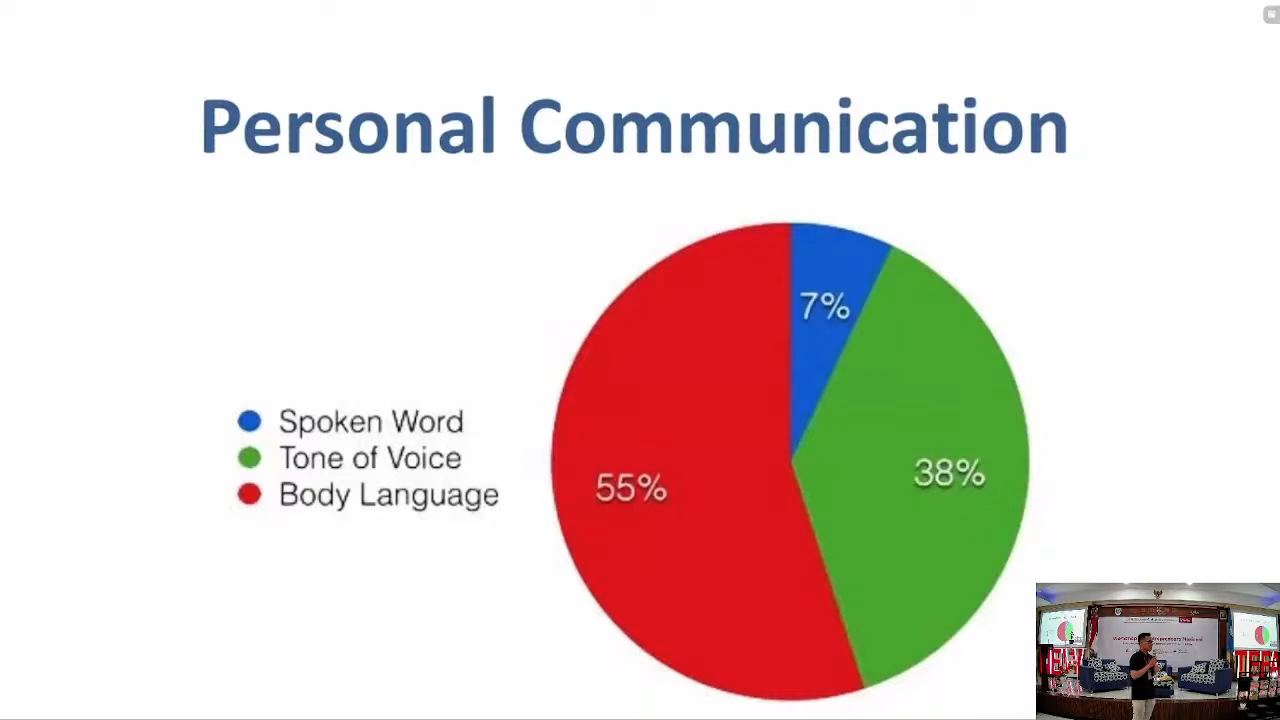 Personal Communication
7%
Spoken Word
Tone of Voice
Body Language
55%
38%